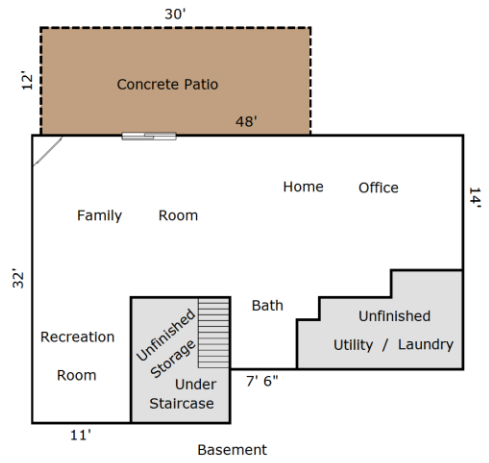 30'
12'
Concrete Patio
48'
Home Office
14'
Family Room
32'
Bath
Unfinished
Utility / Laundry
Unfinished
Storage
Under
Staircase
Recreation
Room
7' 6"
11'
Basement